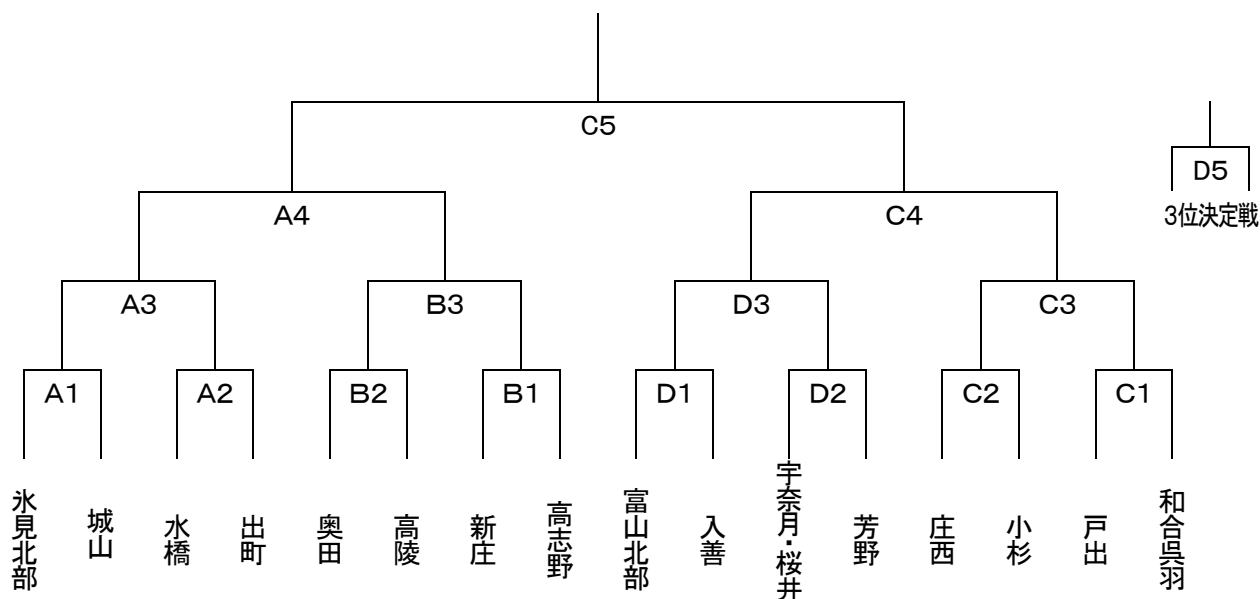 C5
D5
3位決定戦
A4
C4
A3
B3
D3
C3
A1
A2
B2
B1
D1
D2
C2
C1
氷見北部
城山
水橋
出町
奥田
高陵
新庄
高志野
富山北部
入善
宇奈月・桜井
芳野
庄西
小杉
戸出
和合呉羽